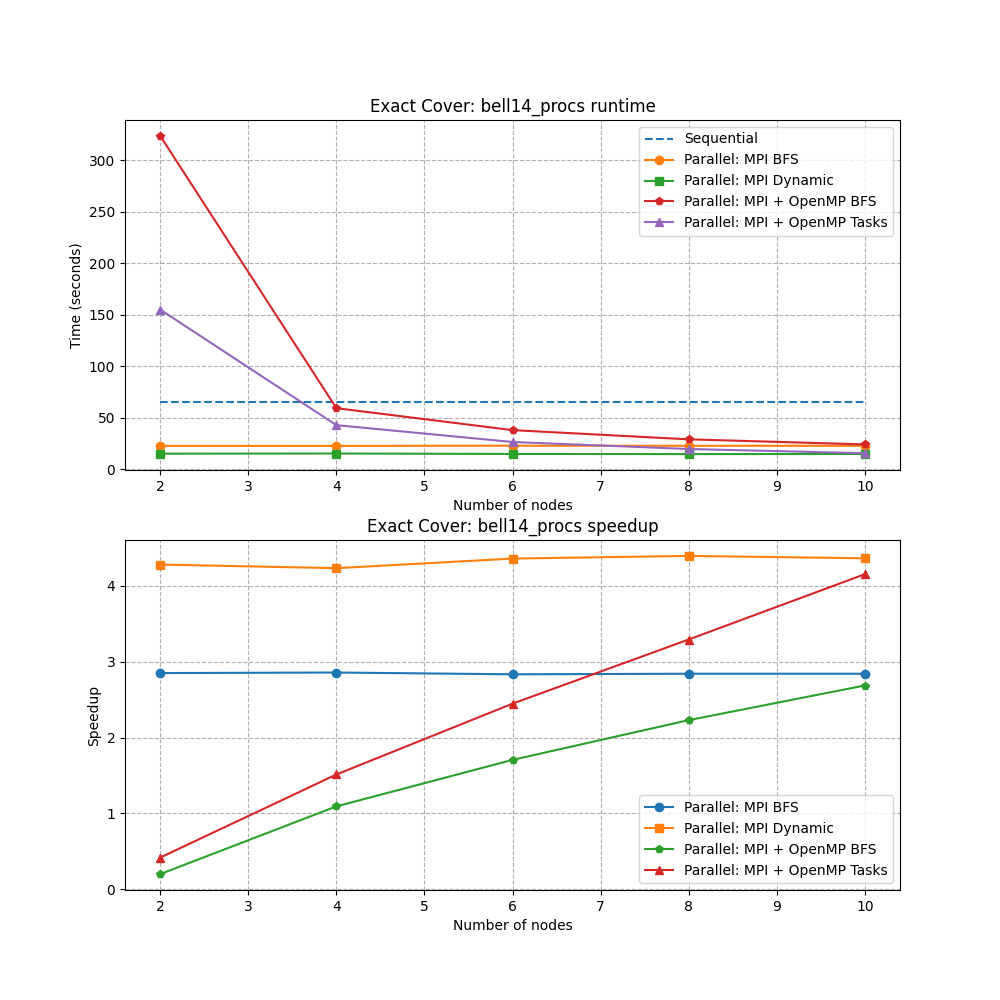 Exact Cover: bell14_procs runtime
Time (seconds)
300
250
200
150
100
50
0
Sequential
Parallel: MPI BFS
Parallel: MPI Dynamic
Parallel: MPI + OpenMP BFS
Parallel: MPI + OpenMP Tasks
2 3 4 5 6 7 8 9 10
Number of nodes
Exact Cover: bell14_procs speedup
Speedup
4
3
2
1
0
Parallel: MPI BFS
Parallel: MPI Dynamic
Parallel: MPI + OpenMP BFS
Parallel: MPI + OpenMP Tasks
2 3 4 5 6 7 8 9 10
Number of nodes